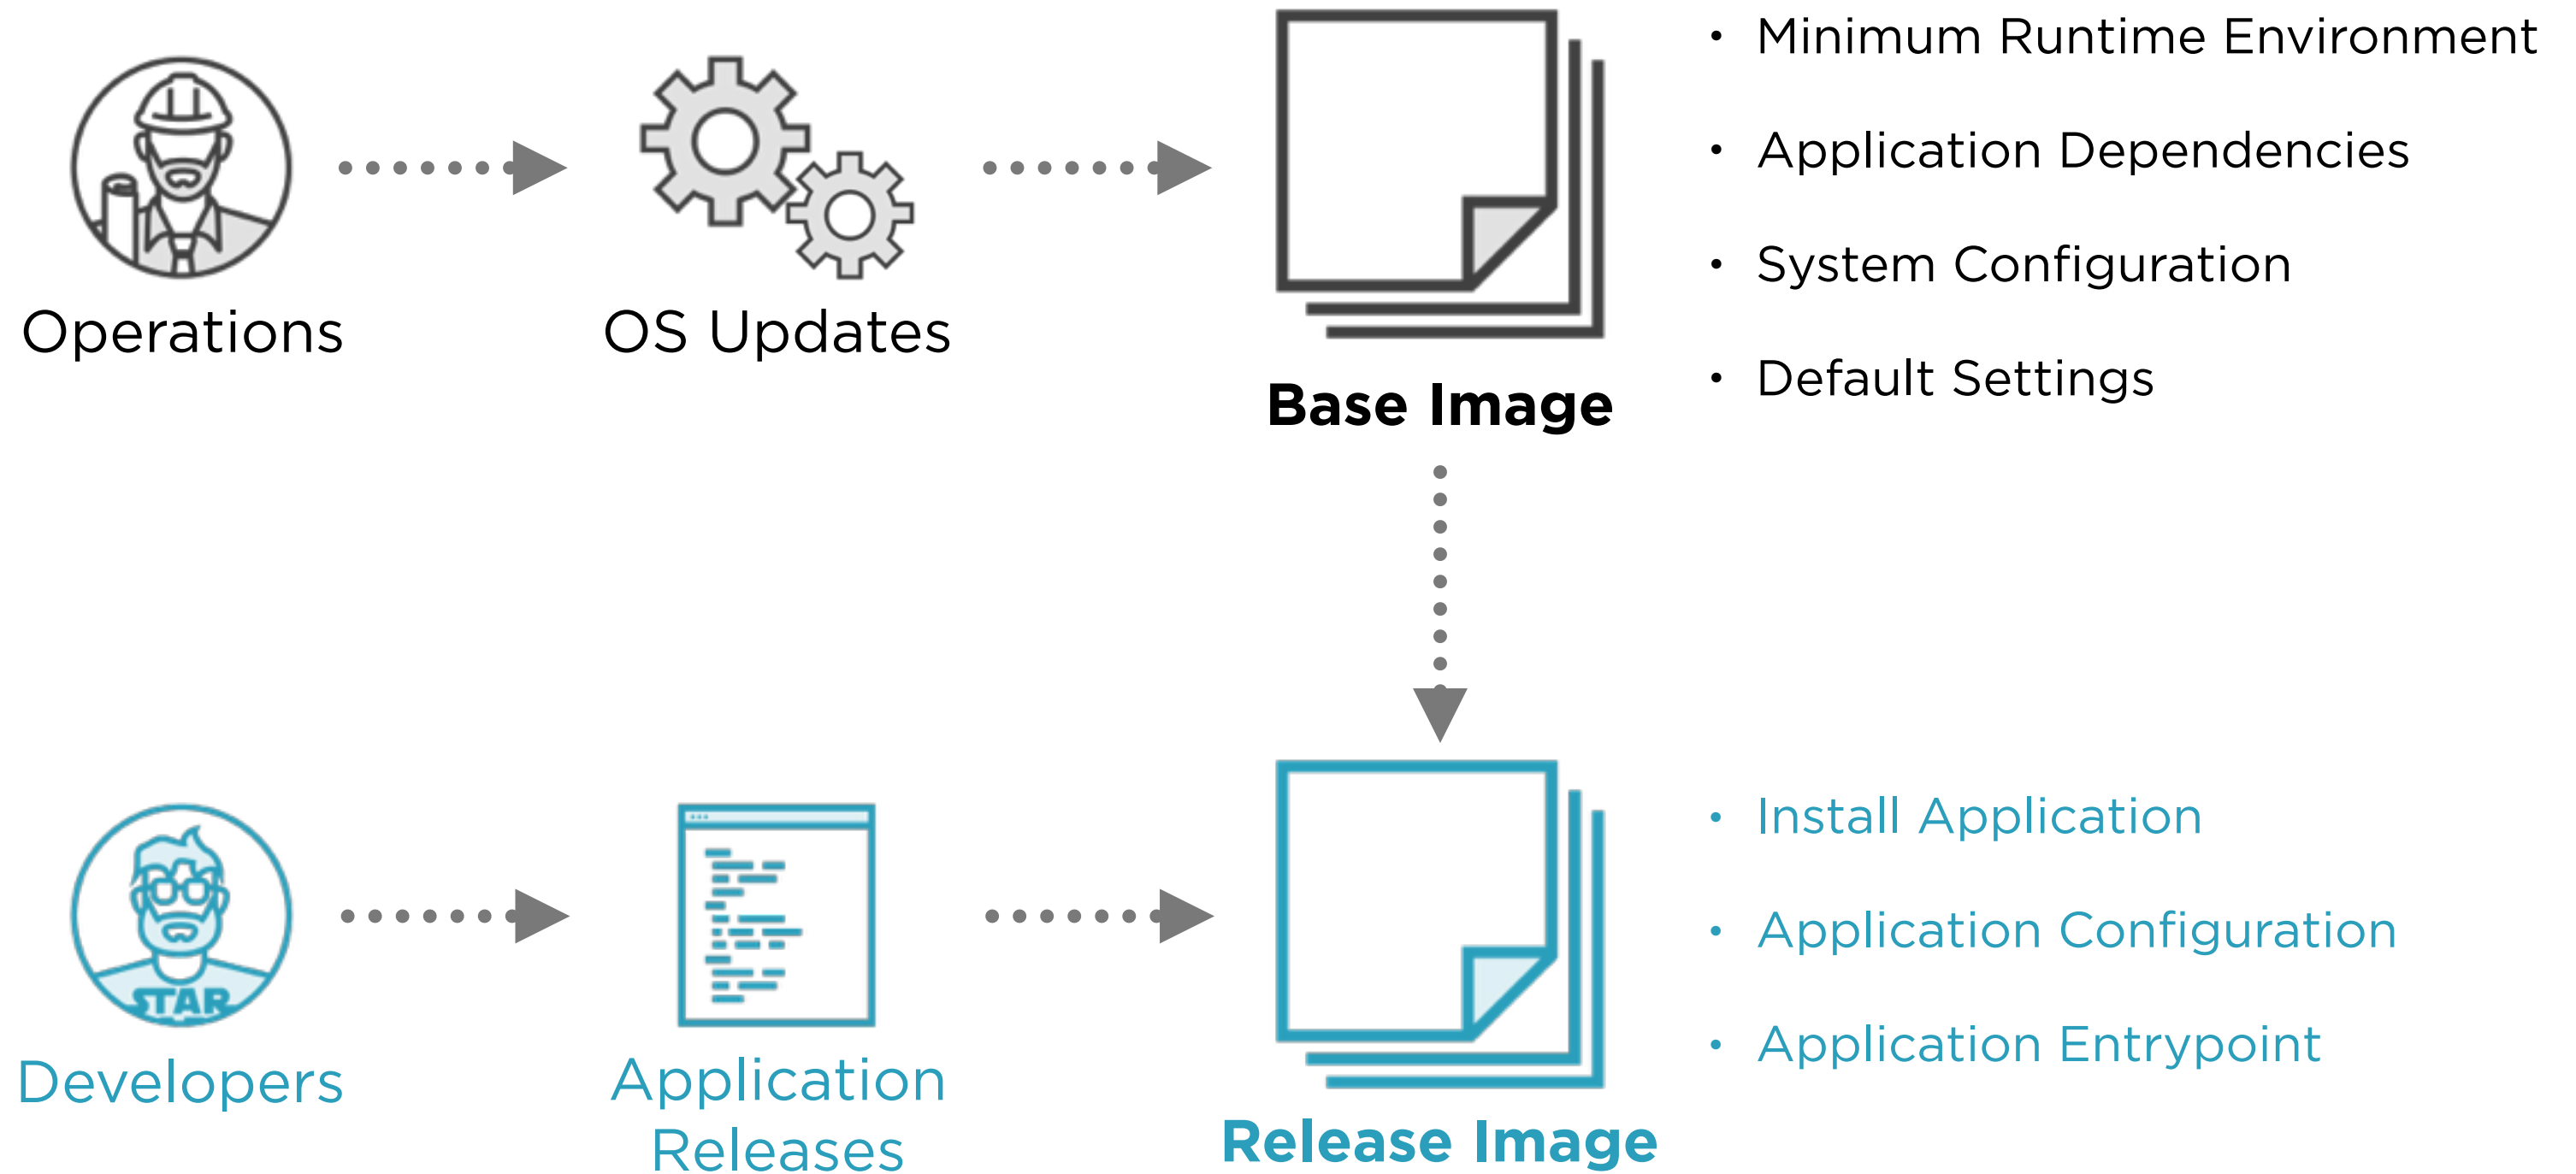 Operations
OS Updates
Base Image
• Minimum Runtime Environment
• Application Dependencies
• System Configuration
• Default Settings
STAR
Developers
Application
Releases
Release Image
• Install Application
• Application Configuration
• Application Entrypoint